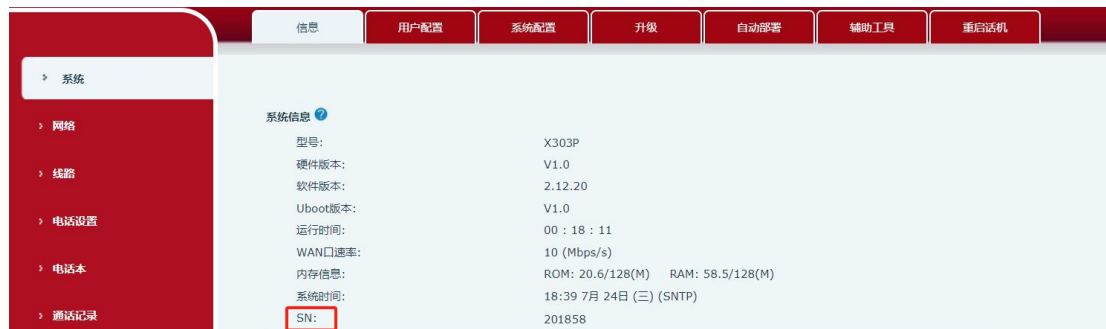 信息 用户配置 系统配置 升级 自动部署 辅助工具 重启话机
› 系统
› 网络
› 线路
› 电话设置
› 电话本
› 通话记录
系统信息 ?
型号: X303P
硬件版本: V1.0
软件版本: 2.12.20
Uboot版本: V1.0
运行时间: 00 : 18 : 11
WAN口速率: 10 (Mbps/s)
内存信息: ROM: 20.6/128(M) RAM: 58.5/128(M)
系统时间: 18:39 7月 24日 (三) (SNTP)
SN: 201858